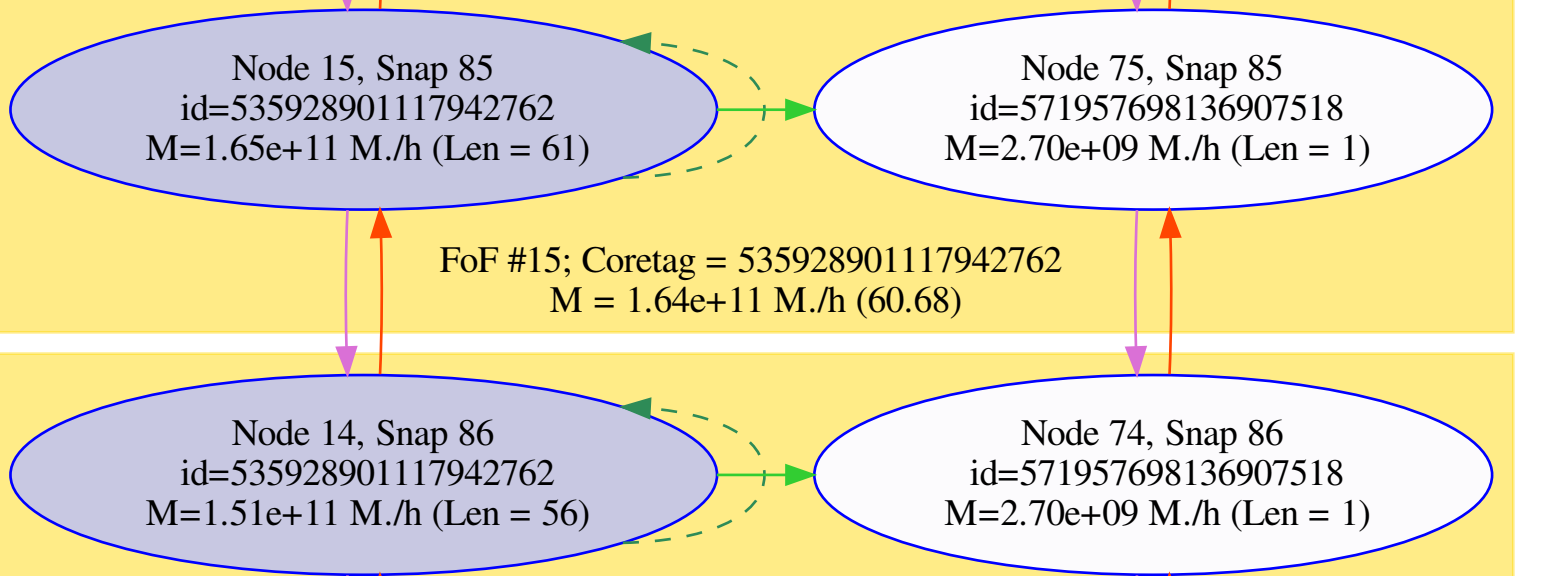 Node 15, Snap 85
id=535928901117942762
M=1.65e+11 M./h (Len = 61)
Node 75, Snap 85
id=571957698136907518
M=2.70e+09 M./h (Len = 1)
FoF #15; Coretag = 535928901117942762
M = 1.64e+11 M./h (60.68)
Node 14, Snap 86
id=535928901117942762
M=1.51e+11 M./h (Len = 56)
Node 74, Snap 86
id=571957698136907518
M=2.70e+09 M./h (Len = 1)